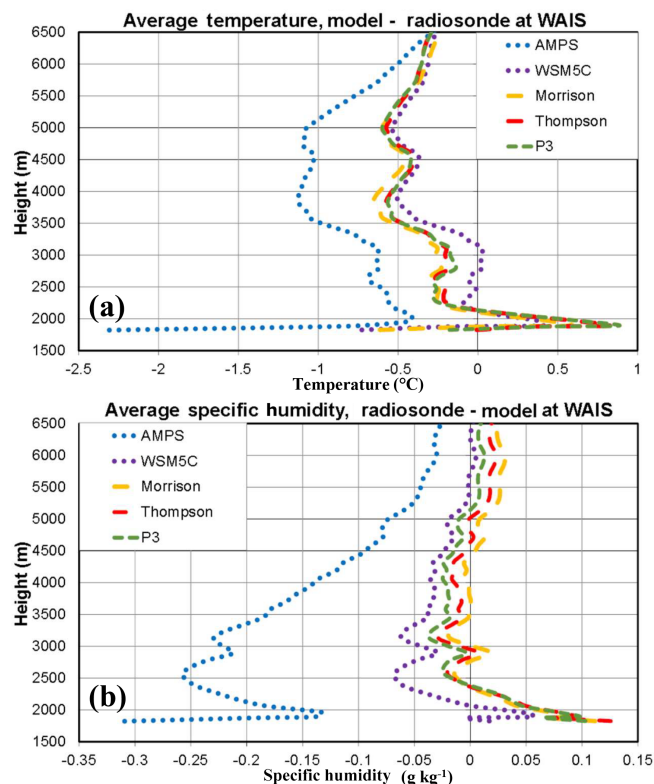 Average temperature, model - radiosonde at WAIS
6500
6000
5500
5000
4500
4000
3500
3000
2500
2000
1500
Height (m)
AMPS
WSM5C
Morrison
Thompson
P3
(a)
-2.5 -2 -1.5 -1 -0.5 0 0.5 1
Temperature (°C)
Average specific humidity, radiosonde - model at WAIS
6500
6000
5500
5000
4500
4000
3500
3000
2500
2000
1500
Height (m)
AMPS
WSM5C
Morrison
Thompson
P3
(b)
-0.35 -0.3 -0.25 -0.2 -0.15 -0.1 -0.05 0 0.05 0.1 0.15
Specific humidity (g kg⁻¹)